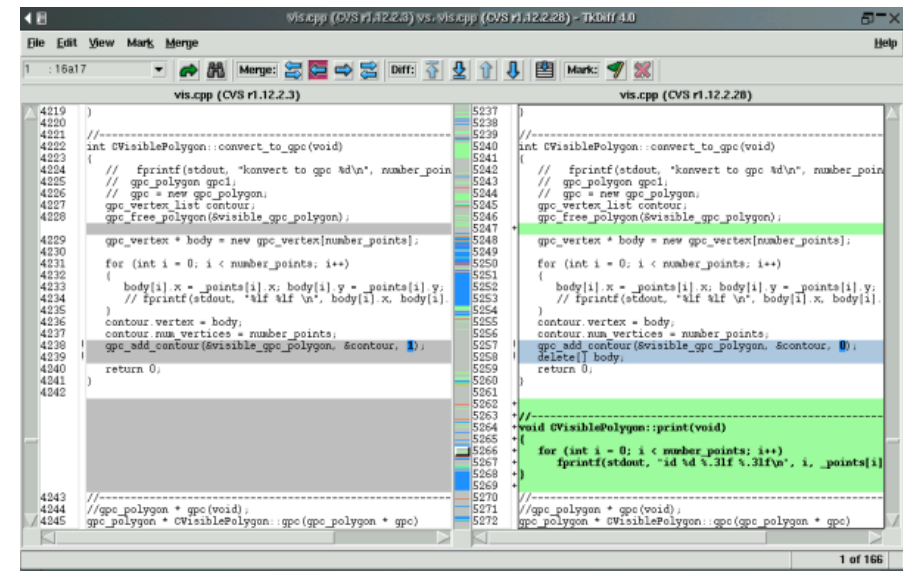 vis.cpp (CVS r1.12.2.3) vs. vis.cpp (CVS r1.12.2.28) - TkDiff 4.0
File Edit View Mark Merge Help
1 : 16a17 Merge: Diff: Mark:
vis.cpp (CVS r1.12.2.3)
4219 }
4220
4221 //----------------------------------------------------
4222 int CVisiblePolygon::convert_to_gpc(void)
4223 {
4224 // fprintf(stdout, "konvert to gpc %d\n", number_poin
4225 // gpc_polygon gpc1;
4226 // gpc = new gpc_polygon;
4227 gpc_vertex_list contour;
4228 gpc_free_polygon(&visible_gpc_polygon);
4229 gpc_vertex * body = new gpc_vertex[number_points];
4230
4231 for (int i = 0; i < number_points; i++)
4232 {
4233 body[i].x = _points[i].x; body[i].y = _points[i].y;
4234 // fprintf(stdout, "%lf %lf \n", body[i].x, body[i].
4235 }
4236 contour.vertex = body;
4237 contour.num_vertices = number_points;
4238 ! gpc_add_contour(&visible_gpc_polygon, &contour, 1);
4239 !
4240 return 0;
4241 }
4242
4243 //----------------------------------------------------
4244 //gpc_polygon * gpc(void);
4245 gpc_polygon * CVisiblePolygon::gpc(gpc_polygon * gpc)
vis.cpp (CVS r1.12.2.28)
5237 }
5238
5239 //----------------------------------------------------
5240 int CVisiblePolygon::convert_to_gpc(void)
5241 {
5242 // fprintf(stdout, "konvert to gpc %d\n", number_poin
5243 // gpc_polygon gpc1;
5244 // gpc = new gpc_polygon;
5245 gpc_vertex_list contour;
5246 gpc_free_polygon(&visible_gpc_polygon);
5247 +
5248 gpc_vertex * body = new gpc_vertex[number_points];
5249
5250 for (int i = 0; i < number_points; i++)
5251 {
5252 body[i].x = _points[i].x; body[i].y = _points[i].y;
5253 // fprintf(stdout, "%lf %lf \n", body[i].x, body[i].
5254 }
5255 contour.vertex = body;
5256 contour.num_vertices = number_points;
5257 ! gpc_add_contour(&visible_gpc_polygon, &contour, 0);
5258 ! delete[] body;
5259 return 0;
5260 }
5261
5262 +
5263 +//----------------------------------------------------
5264 +void CVisiblePolygon::print(void)
5265 +{
5266 + for (int i = 0; i < number_points; i++)
5267 + fprintf(stdout, "id %d %.3lf %.3lf\n", i, _points[i]
5268 +}
5269 +
5270 //----------------------------------------------------
5271 //gpc_polygon * gpc(void);
5272 gpc_polygon * CVisiblePolygon::gpc(gpc_polygon * gpc)
1 of 166